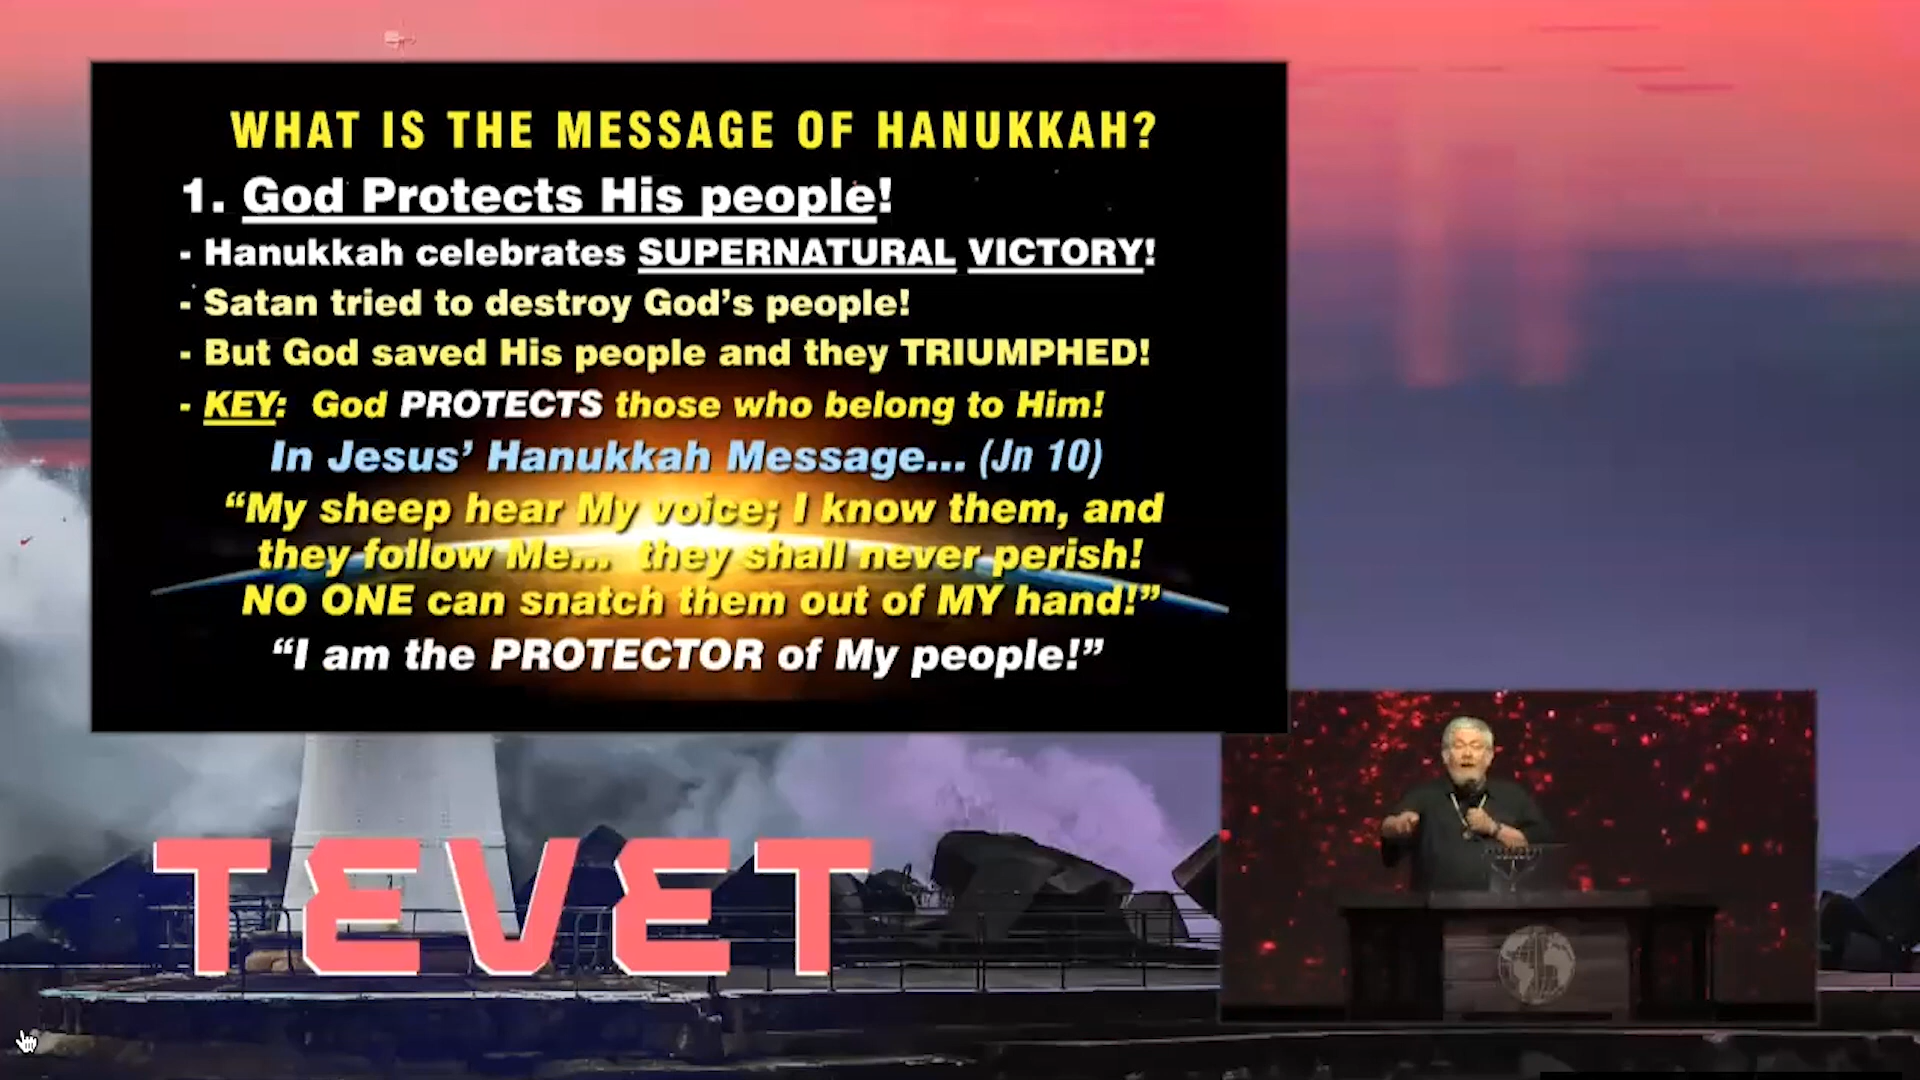 WHAT IS THE MESSAGE OF HANUKKAH?
1. God Protects His people!
- Hanukkah celebrates SUPERNATURAL VICTORY!
- Satan tried to destroy God’s people!
- But God saved His people and they TRIUMPHED!
- KEY: God PROTECTS those who belong to Him!
In Jesus’ Hanukkah Message... (Jn 10)
“My sheep hear My voice; I know them, and
they follow Me... they shall never perish!
NO ONE can snatch them out of MY hand!”
“I am the PROTECTOR of My people!”
TEVET